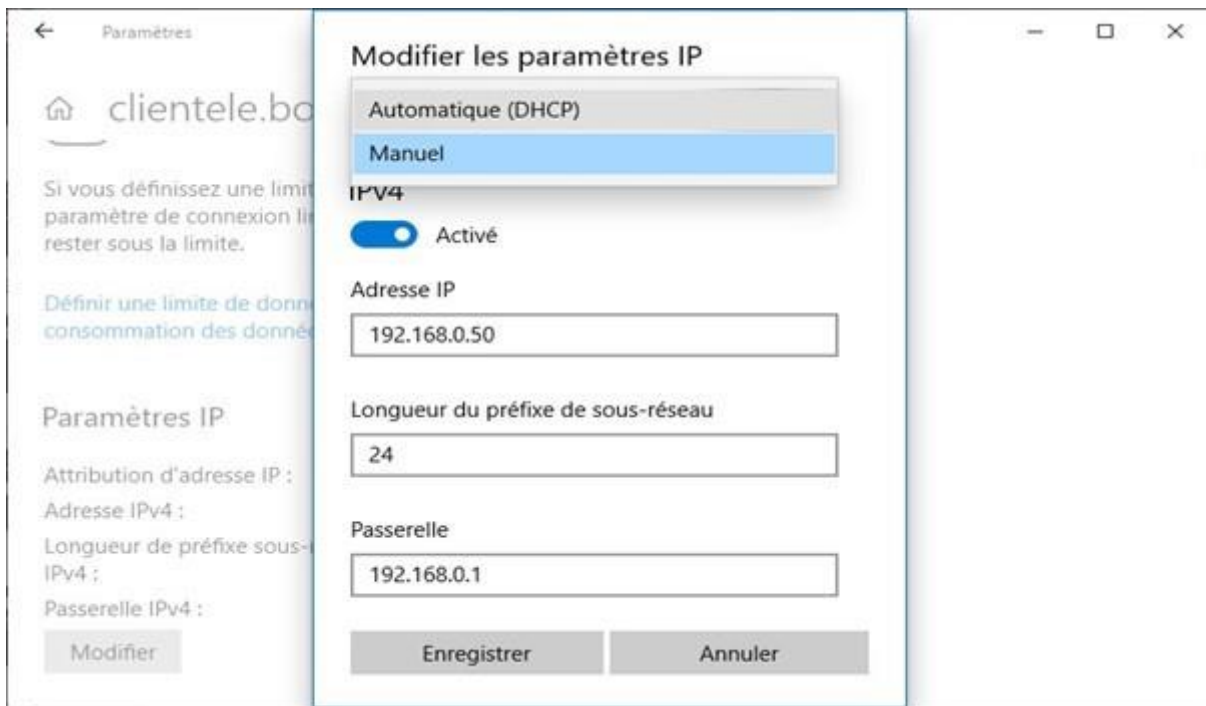 Paramètres
clientele.bo
Si vous définissez une limit
paramètre de connexion li
rester sous la limite.
Définir une limite de donn
consommation des donnée
Paramètres IP
Attribution d'adresse IP :
Adresse IPv4 :
Longueur de préfixe sous-r
IPv4 :
Passerelle IPv4 :
Modifier
Modifier les paramètres IP
Automatique (DHCP)
Manuel
IPv4
Activé
Adresse IP
192.168.0.50
Longueur du préfixe de sous-réseau
24
Passerelle
192.168.0.1
Enregistrer
Annuler